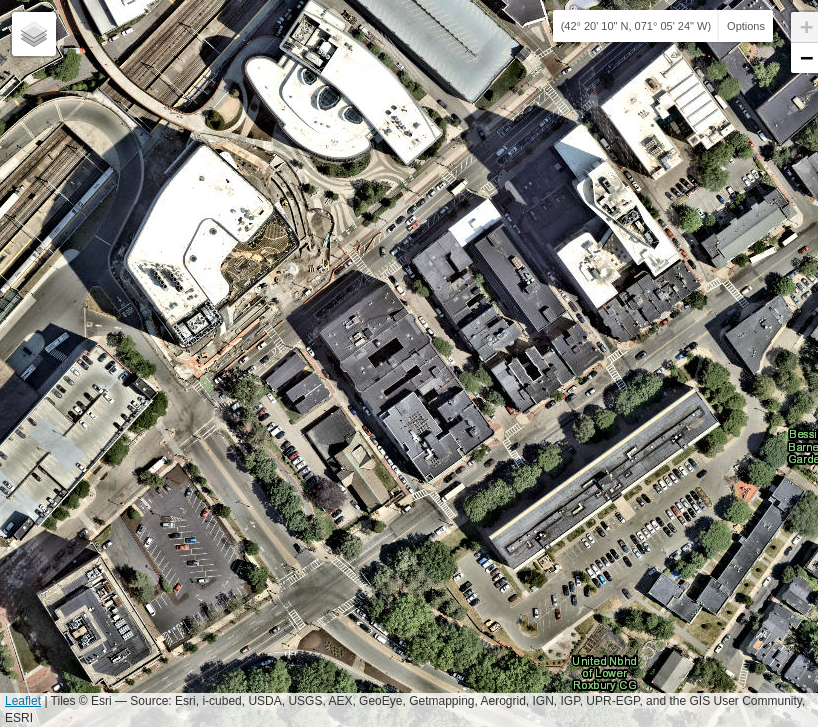 (42° 20' 10" N, 071° 05' 24" W) Options
+
−
Bessi
Barne
Garde
United Nbhd
of Lower
Roxbury CG
Leaflet | Tiles © Esri — Source: Esri, i-cubed, USDA, USGS, AEX, GeoEye, Getmapping, Aerogrid, IGN, IGP, UPR-EGP, and the GIS User Community,
ESRI